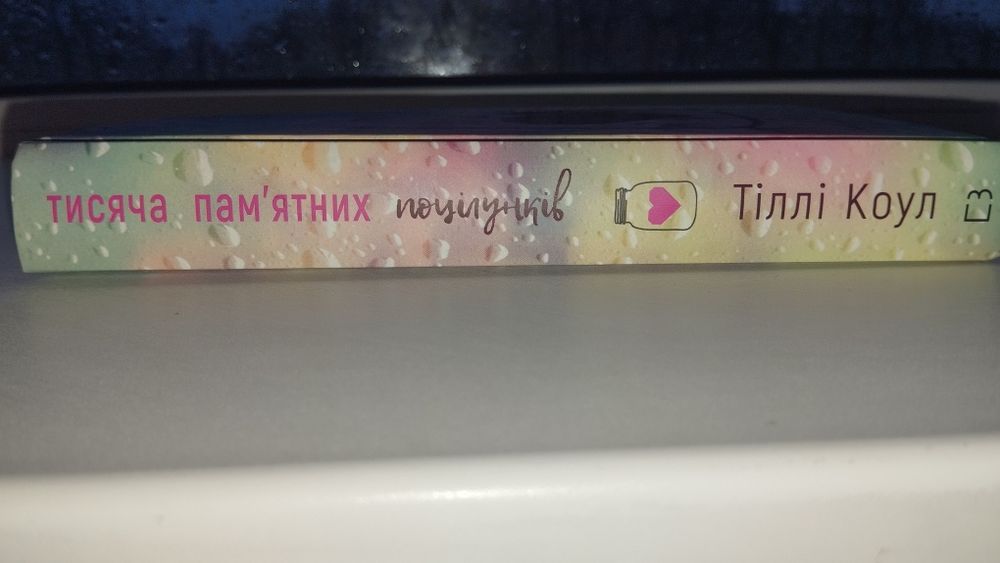 тисяча пам'ятних поцілунків Тіллі Коул